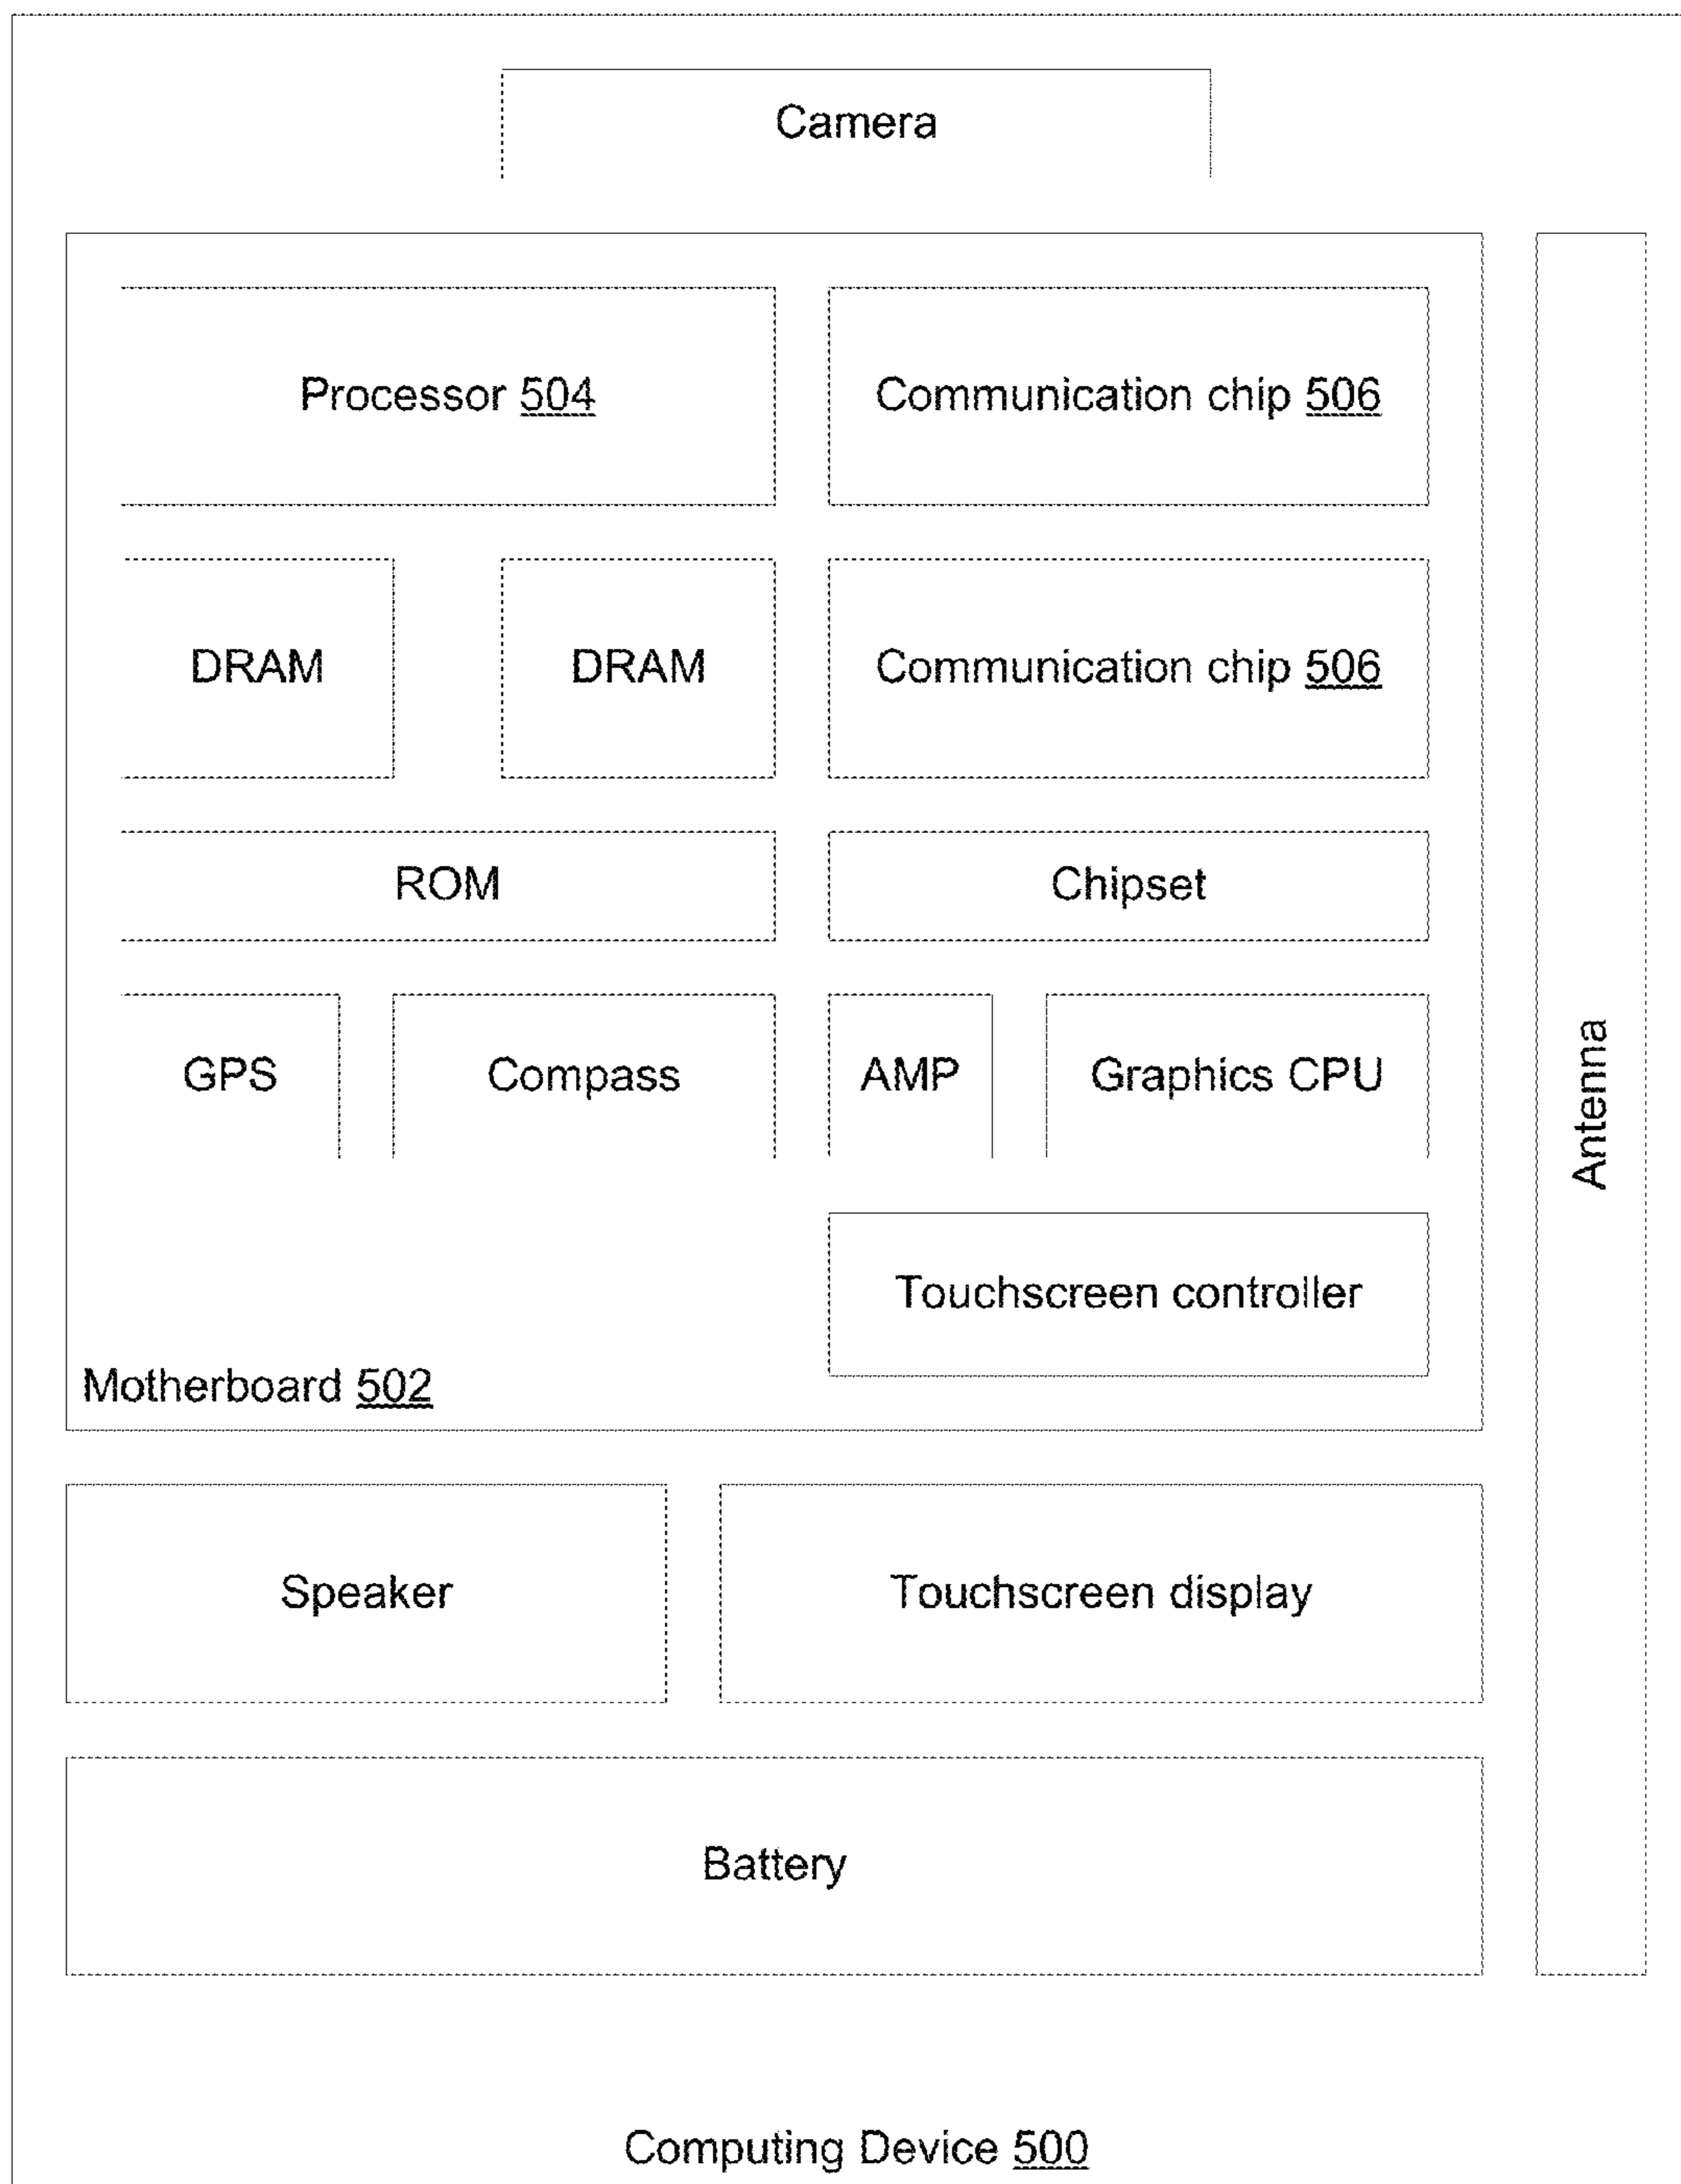 Camera
Processor 504
Communication chip 506
DRAM
DRAM
Communication chip 506
ROM
Chipset
GPS
Compass
AMP
Graphics CPU
Antenna
Touchscreen controller
Motherboard 502
Speaker
Touchscreen display
Battery
Computing Device 500